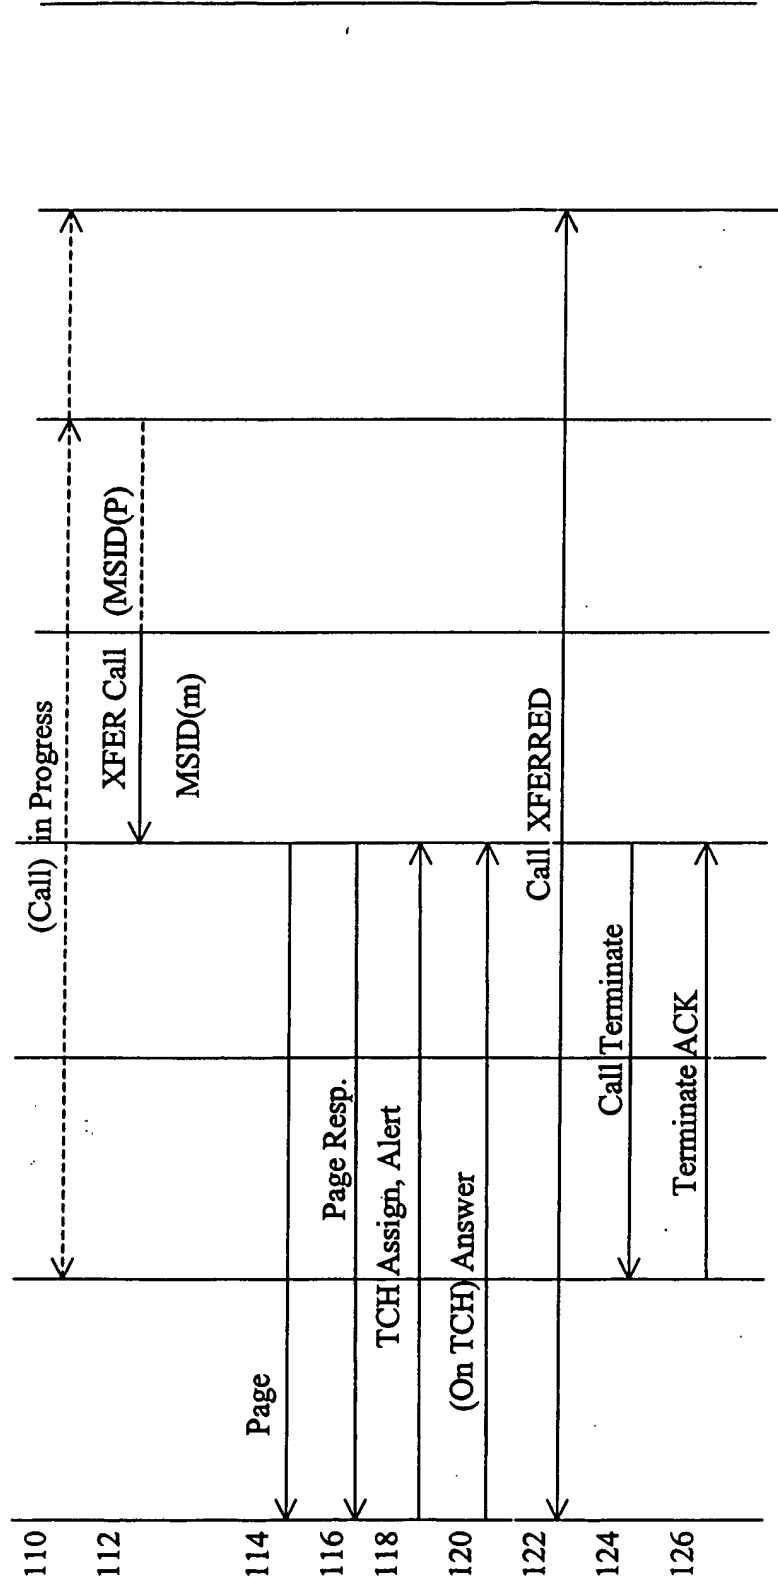 110
(Call) in Progress
112
XFER Call (MSID(P)
MSID(m)
114
Page
116
Page Resp.
118
TCH Assign, Alert
120
(On TCH) Answer
122
Call XFERRED
124
Call Terminate
126
Terminate ACK